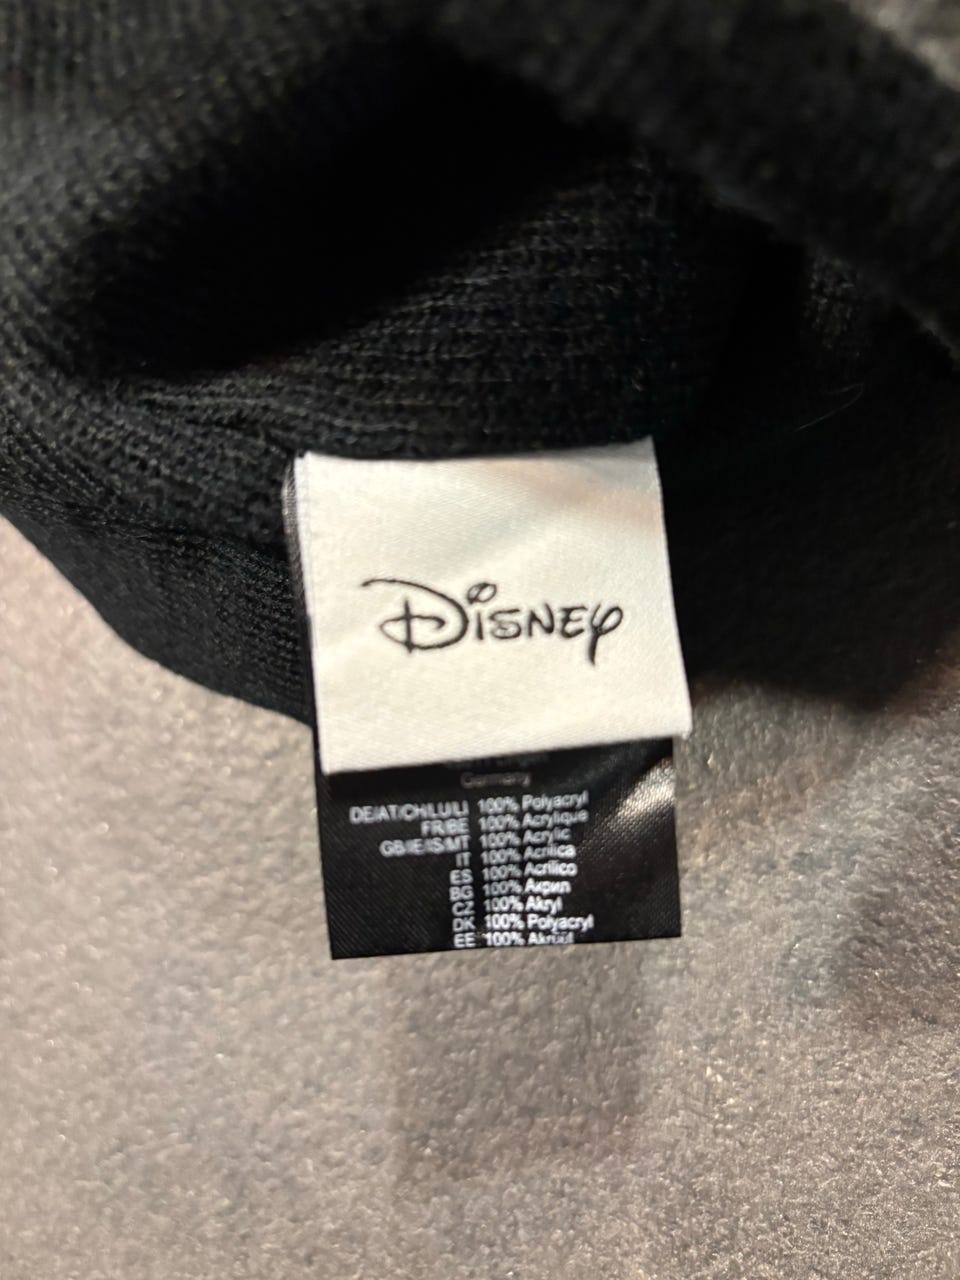 Disney
Germany
DE/AT/CH/LU/LI 100% Polyacryl
FR/BE 100% Acrylique
GB/IE/IS/MT 100% Acrylic
IT 100% Acrilica
ES 100% Acrílico
BG 100% Акрил
CZ 100% Akryl
DK 100% Polyacryl
EE 100% Akrüül